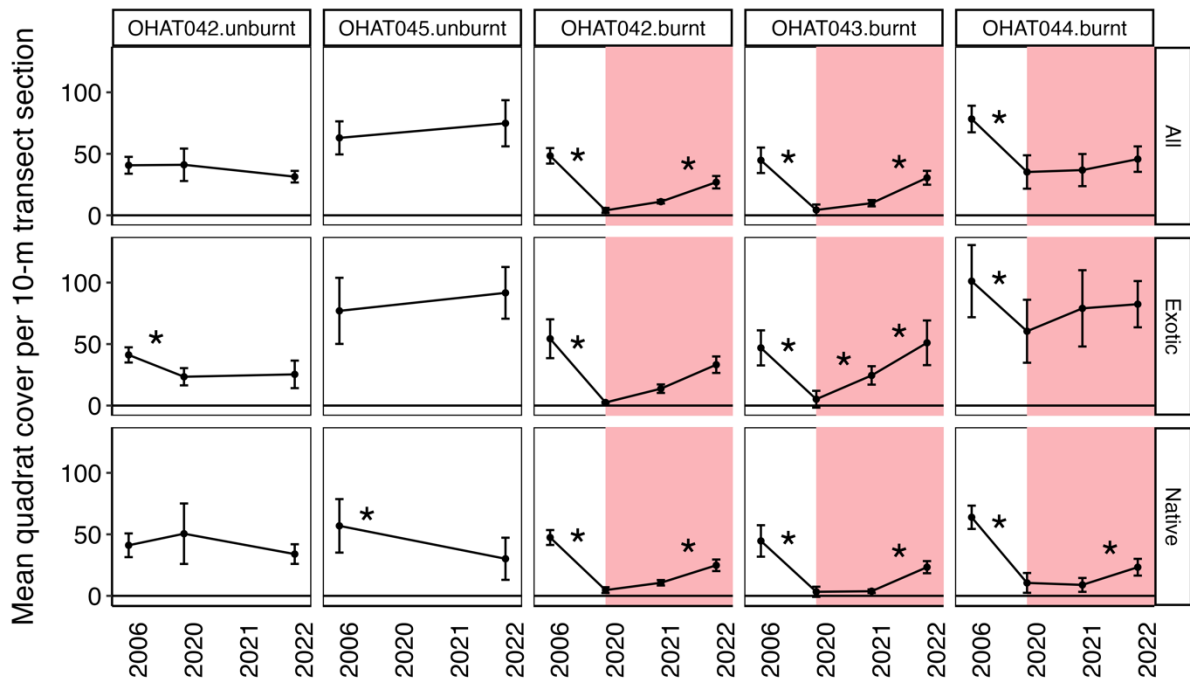 OHAT042.unburnt OHAT045.unburnt OHAT042.burnt OHAT043.burnt OHAT044.burnt
Mean quadrat cover per 10-m transect section
100
50
0
* * * * *
All
100
50
0
* * * * * *
Exotic
100
50
0
* * * * * * *
Native
2006 2020 2021 2022 2006 2020 2021 2022 2006 2020 2021 2022 2006 2020 2021 2022 2006 2020 2021 2022